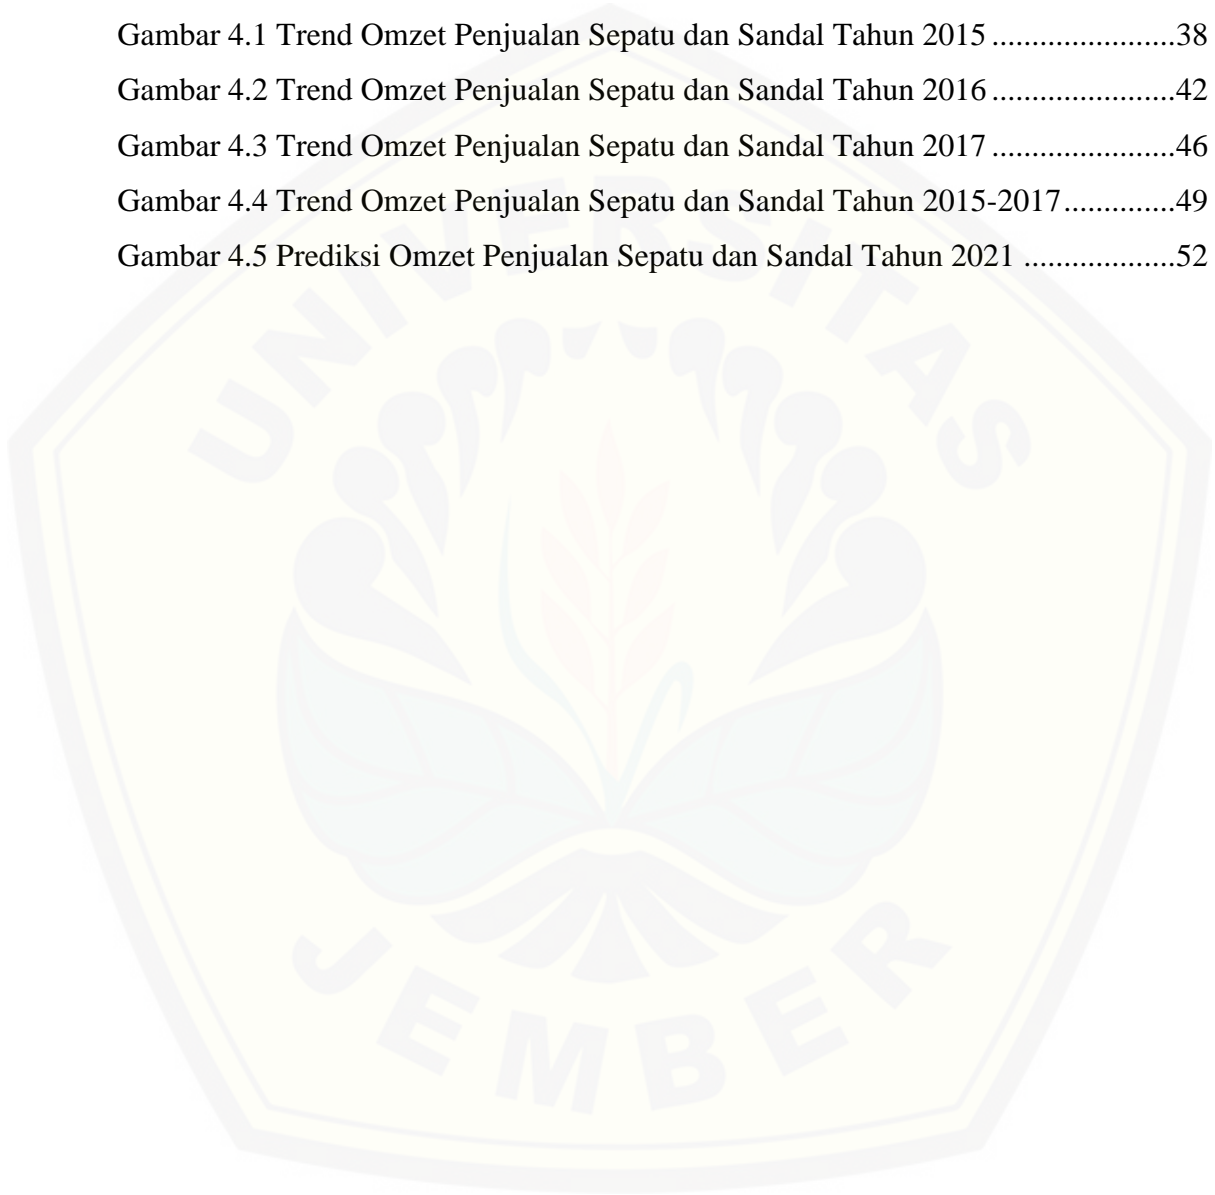 Gambar 4.1 Trend Omzet Penjualan Sepatu dan Sandal Tahun 2015 .......................38
Gambar 4.2 Trend Omzet Penjualan Sepatu dan Sandal Tahun 2016 .......................42
Gambar 4.3 Trend Omzet Penjualan Sepatu dan Sandal Tahun 2017 .......................46
Gambar 4.4 Trend Omzet Penjualan Sepatu dan Sandal Tahun 2015-2017..............49
Gambar 4.5 Prediksi Omzet Penjualan Sepatu dan Sandal Tahun 2021 ...................52
UNIVERSITAS
JEMBER